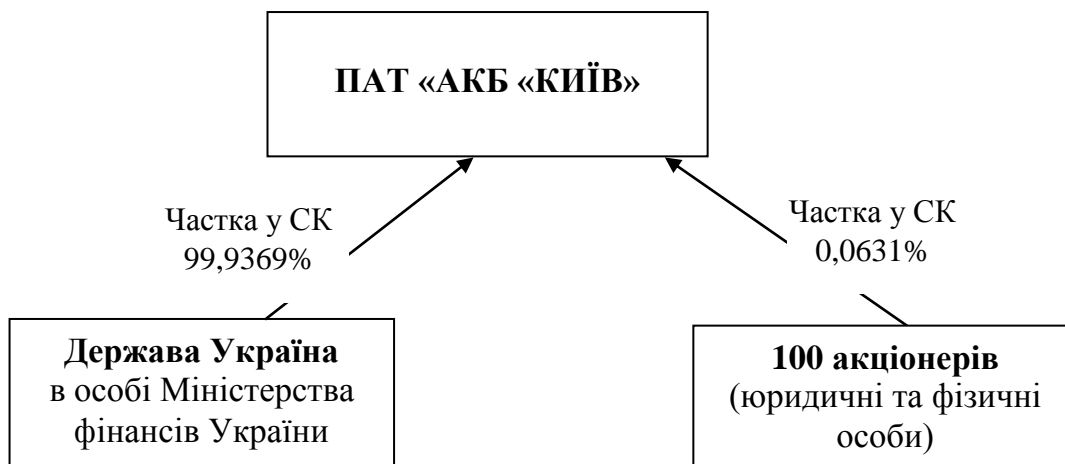 ПАТ «АКБ «КИЇВ»
Частка у СК
99,9369%
Частка у СК
0,0631%
Держава Україна
в особі Міністерства
фінансів України
100 акціонерів
(юридичні та фізичні
особи)